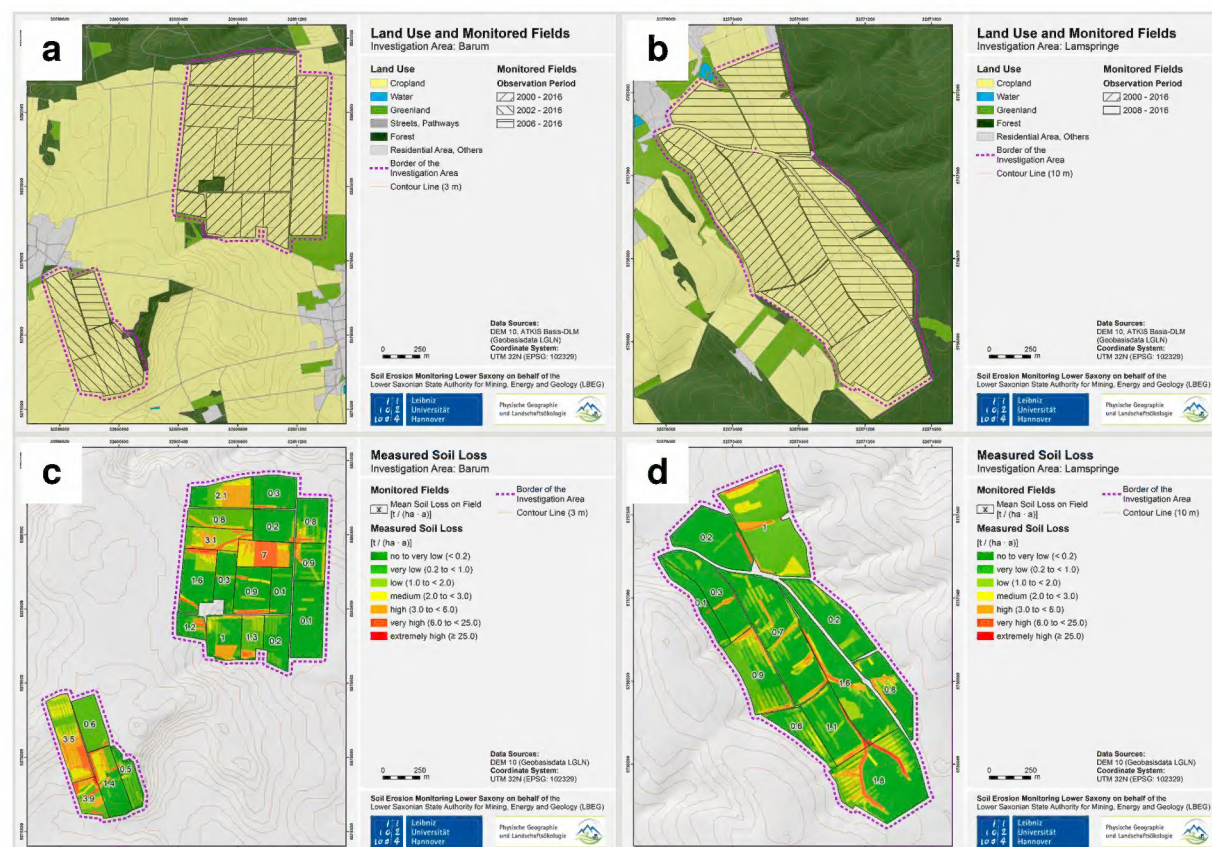 a
Land Use and Monitored Fields
Investigation Area: Barum
Land Use
Cropland
Water
Greenland
Streets, Pathways
Forest
Residential Area, Others
Border of the
Investigation Area
Contour Line (3 m)
Monitored Fields
Observation Period
2000 - 2016
2002 - 2016
2006 - 2016
Data Sources:
DEM 10, ATKIS Basis-DLM
(Geobasisdata LGLN)
Coordinate System:
UTM 32N (EPSG: 102329)
0 250
m
Soil Erosion Monitoring Lower Saxony on behalf of the
Lower Saxonian State Authority for Mining, Energy and Geology (LBEG)
Leibniz
Universität
Hannover
Physische Geographie
und Landschaftsökologie
b
Land Use and Monitored Fields
Investigation Area: Lamspringe
Land Use
Cropland
Water
Greenland
Streets, Pathways
Forest
Residential Area, Others
Border of the
Investigation Area
Contour Line (10 m)
Monitored Fields
Observation Period
2000 - 2016
2008 - 2016
Data Sources:
DEM 10, ATKIS Basis-DLM
(Geobasisdata LGLN)
Coordinate System:
UTM 32N (EPSG: 102329)
0 250
m
Soil Erosion Monitoring Lower Saxony on behalf of the
Lower Saxonian State Authority for Mining, Energy and Geology (LBEG)
Leibniz
Universität
Hannover
Physische Geographie
und Landschaftsökologie
c
2.1
0.3
0.8
0.8
0.2
3.1
7
0.9
1.6
0.3
0.9
0.1
1.2
1
1.3
0.2
0.1
0.6
3.5
0.5
1.4
3.9
Measured Soil Loss
Investigation Area: Barum
Monitored Fields
x Mean Soil Loss on Field
[t / (ha · a)]
Measured Soil Loss
[t / (ha · a)]
no to very low (< 0.2)
very low (0.2 to < 1.0)
low (1.0 to < 2.0)
medium (2.0 to < 3.0)
high (3.0 to < 6.0)
very high (6.0 to < 25.0)
extremely high (≥ 25.0)
Border of the
Investigation Area
Contour Line (3 m)
Data Sources:
DEM 10 (Geobasisdata LGLN)
Coordinate System:
UTM 32N (EPSG: 102329)
0 250
m
Soil Erosion Monitoring Lower Saxony on behalf of the
Lower Saxonian State Authority for Mining, Energy and Geology (LBEG)
Leibniz
Universität
Hannover
Physische Geographie
und Landschaftsökologie
d
1
0.2
0.3
0.1
0.2
0.7
0.9
1.6
0.8
0.6
1.1
1.8
Measured Soil Loss
Investigation Area: Lamspringe
Monitored Fields
x Mean Soil Loss on Field
[t / (ha · a)]
Measured Soil Loss
[t / (ha · a)]
no to very low (< 0.2)
very low (0.2 to < 1.0)
low (1.0 to < 2.0)
medium (2.0 to < 3.0)
high (3.0 to < 6.0)
very high (6.0 to < 25.0)
extremely high (≥ 25.0)
Border of the
Investigation Area
Contour Line (10 m)
Data Sources:
DEM 10 (Geobasisdata LGLN)
Coordinate System:
UTM 32N (EPSG: 102329)
0 250
m
Soil Erosion Monitoring Lower Saxony on behalf of the
Lower Saxonian State Authority for Mining, Energy and Geology (LBEG)
Leibniz
Universität
Hannover
Physische Geographie
und Landschaftsökologie